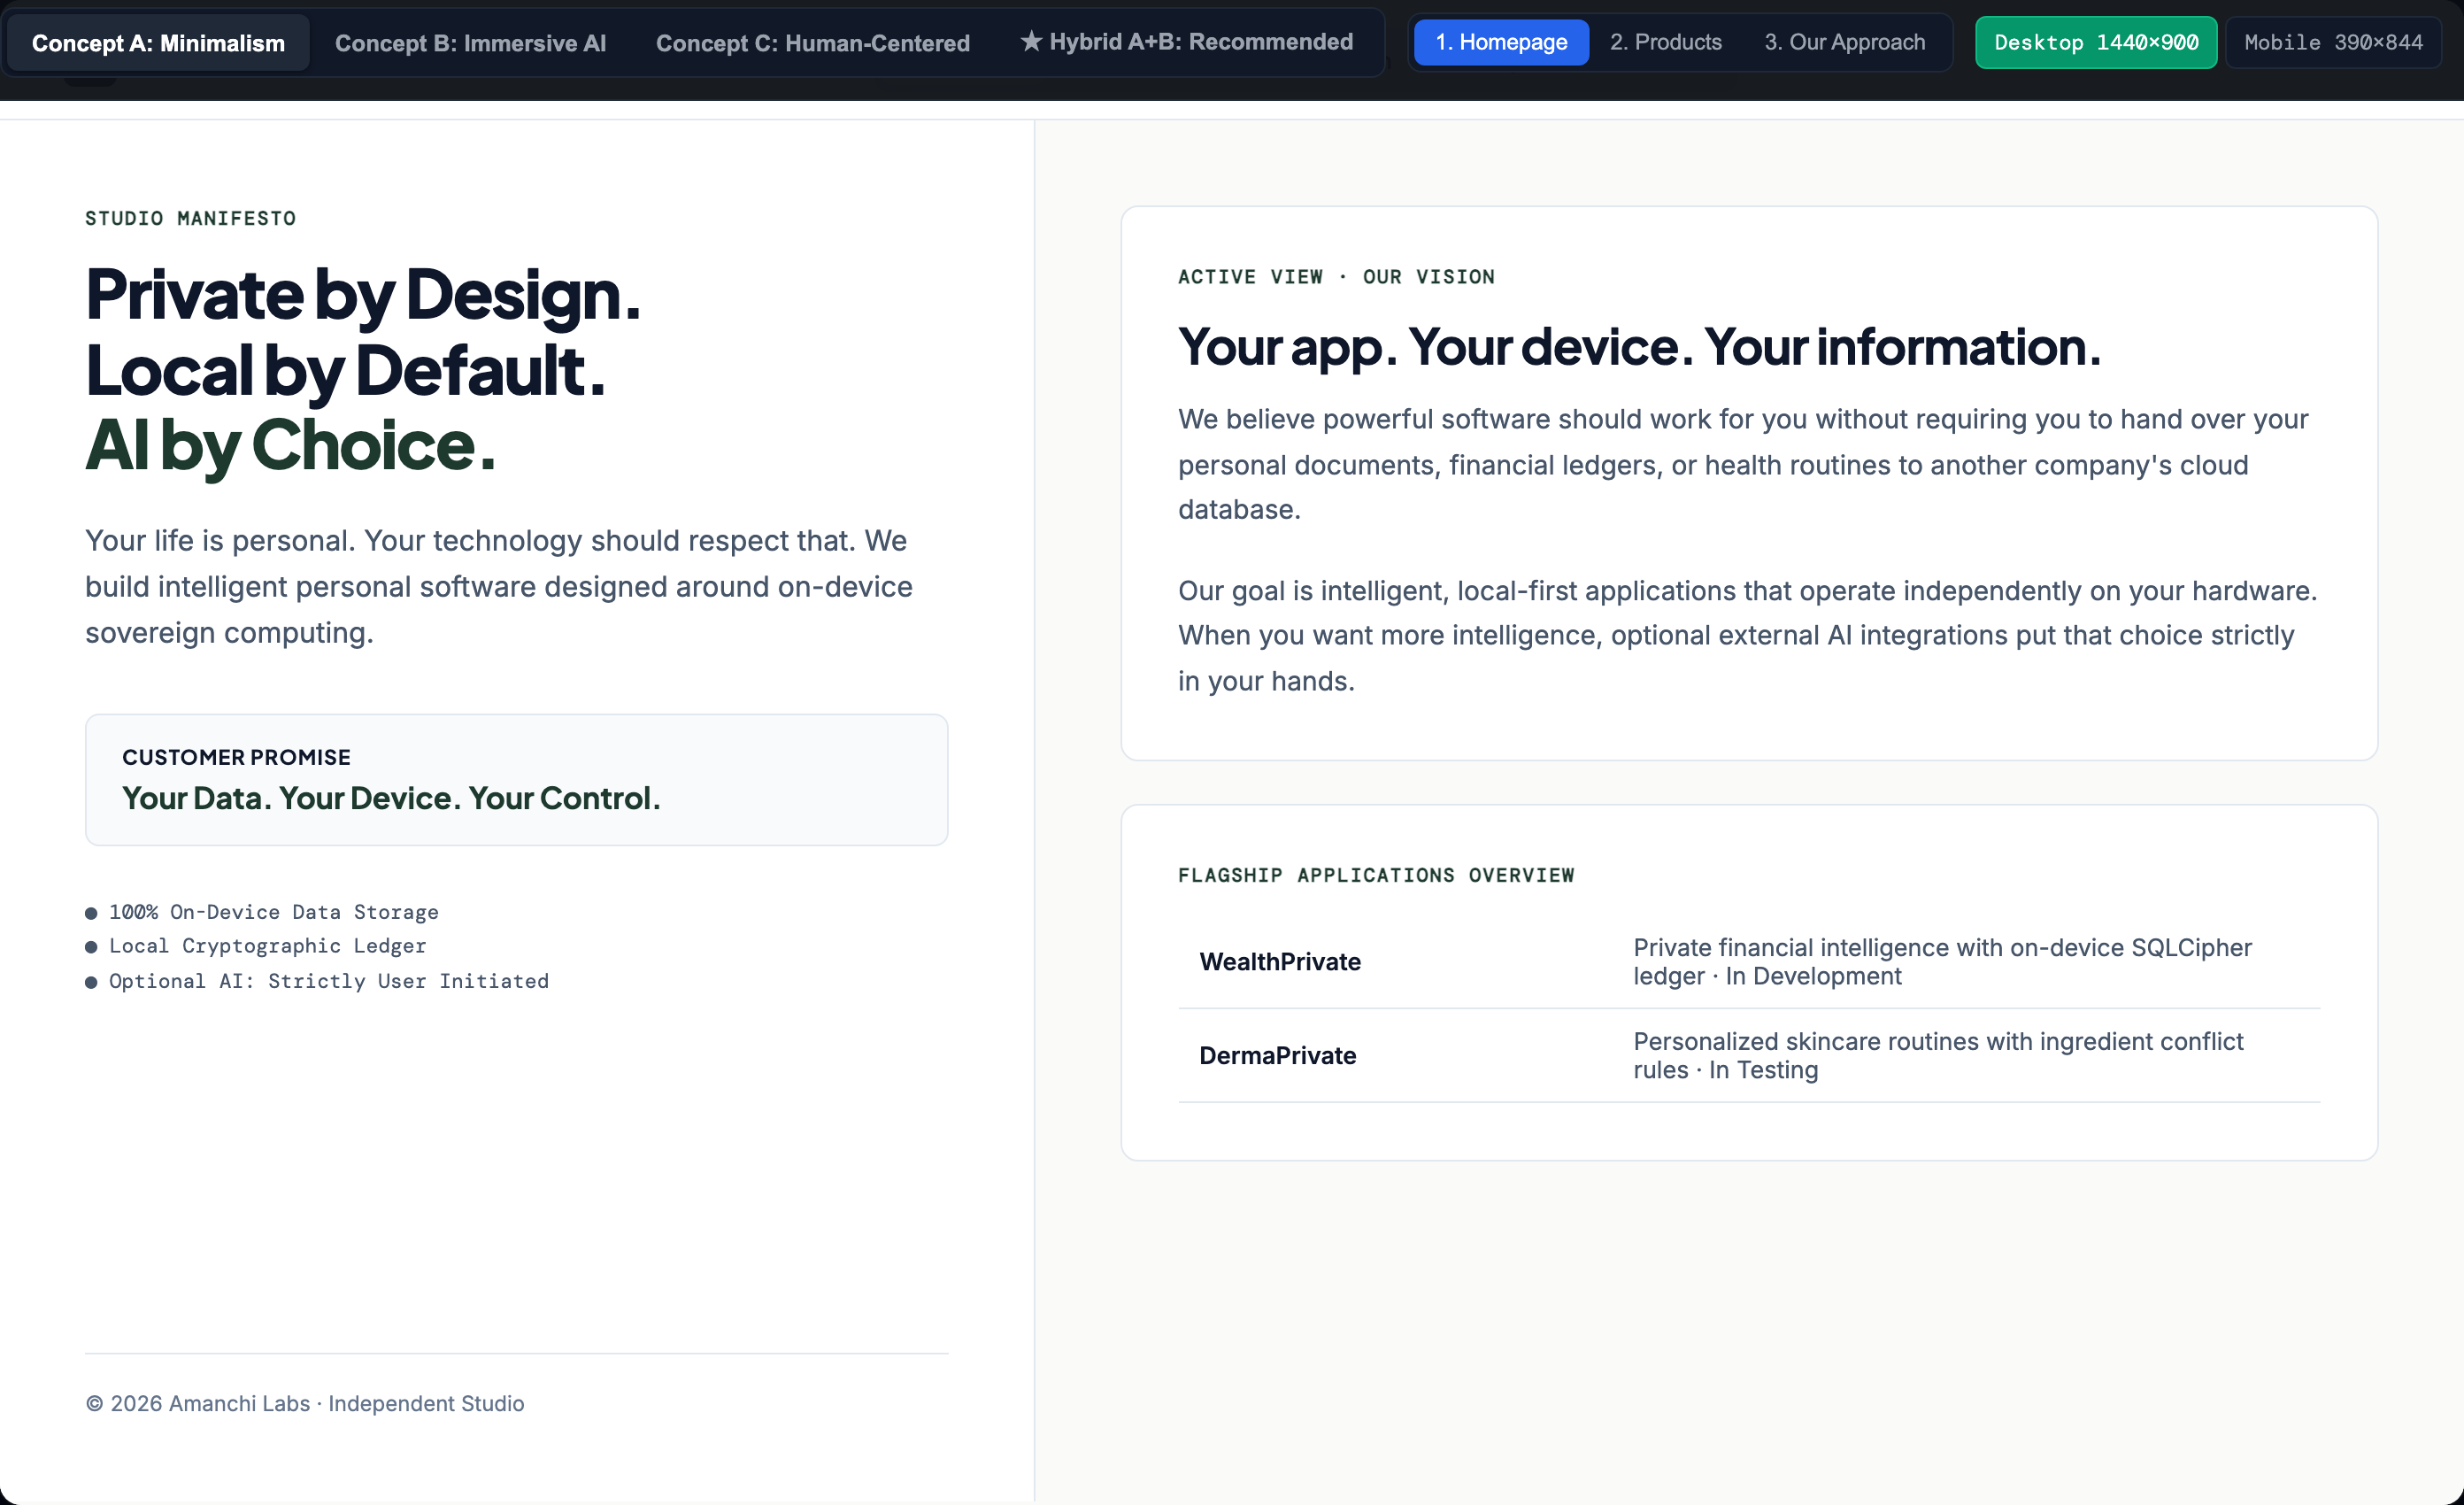 Concept A: Minimalism
Concept B: Immersive AI
Concept C: Human-Centered
★ Hybrid A+B: Recommended
1. Homepage
2. Products
3. Our Approach
Desktop 1440×900
Mobile 390×844
STUDIO MANIFESTO
Private by Design.
Local by Default.
AI by Choice.
Your life is personal. Your technology should respect that. We
build intelligent personal software designed around on-device
sovereign computing.
CUSTOMER PROMISE
Your Data. Your Device. Your Control.
● 100% On-Device Data Storage
● Local Cryptographic Ledger
● Optional AI: Strictly User Initiated
© 2026 Amanchi Labs · Independent Studio
ACTIVE VIEW · OUR VISION
Your app. Your device. Your information.
We believe powerful software should work for you without requiring you to hand over your
personal documents, financial ledgers, or health routines to another company's cloud
database.
Our goal is intelligent, local-first applications that operate independently on your hardware.
When you want more intelligence, optional external AI integrations put that choice strictly
in your hands.
FLAGSHIP APPLICATIONS OVERVIEW
WealthPrivate
Private financial intelligence with on-device SQLCipher
ledger · In Development
DermaPrivate
Personalized skincare routines with ingredient conflict
rules · In Testing